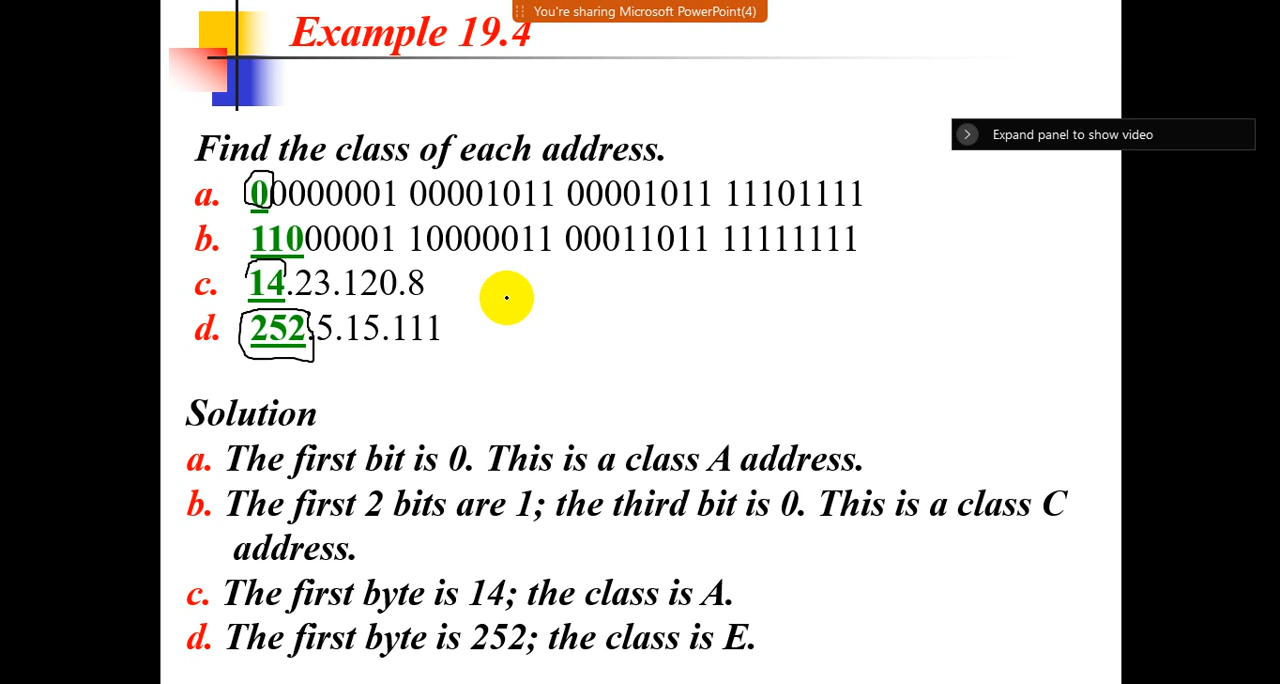 You're sharing Microsoft PowerPoint(4)
Example 19.4
Expand panel to show video
Find the class of each address.
a. 00000001 00001011 00001011 11101111
b. 11000001 10000011 00011011 11111111
c. 14.23.120.8
d. 252.5.15.111
Solution
a. The first bit is 0. This is a class A address.
b. The first 2 bits are 1; the third bit is 0. This is a class C
address.
c. The first byte is 14; the class is A.
d. The first byte is 252; the class is E.